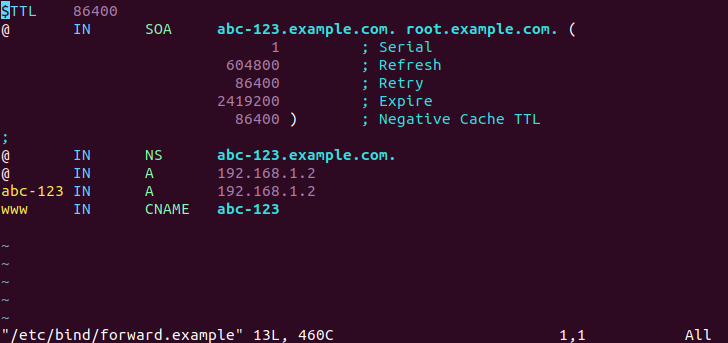 $TTL    86400
@       IN      SOA     abc-123.example.com. root.example.com. (
                              1         ; Serial
                         604800         ; Refresh
                          86400         ; Retry
                        2419200         ; Expire
                          86400 )       ; Negative Cache TTL
;
@       IN      NS      abc-123.example.com.
@       IN      A       192.168.1.2
abc-123 IN      A       192.168.1.2
www     IN      CNAME   abc-123
~
~
~
~
~
"/etc/bind/forward.example" 13L, 460C                         1,1           All